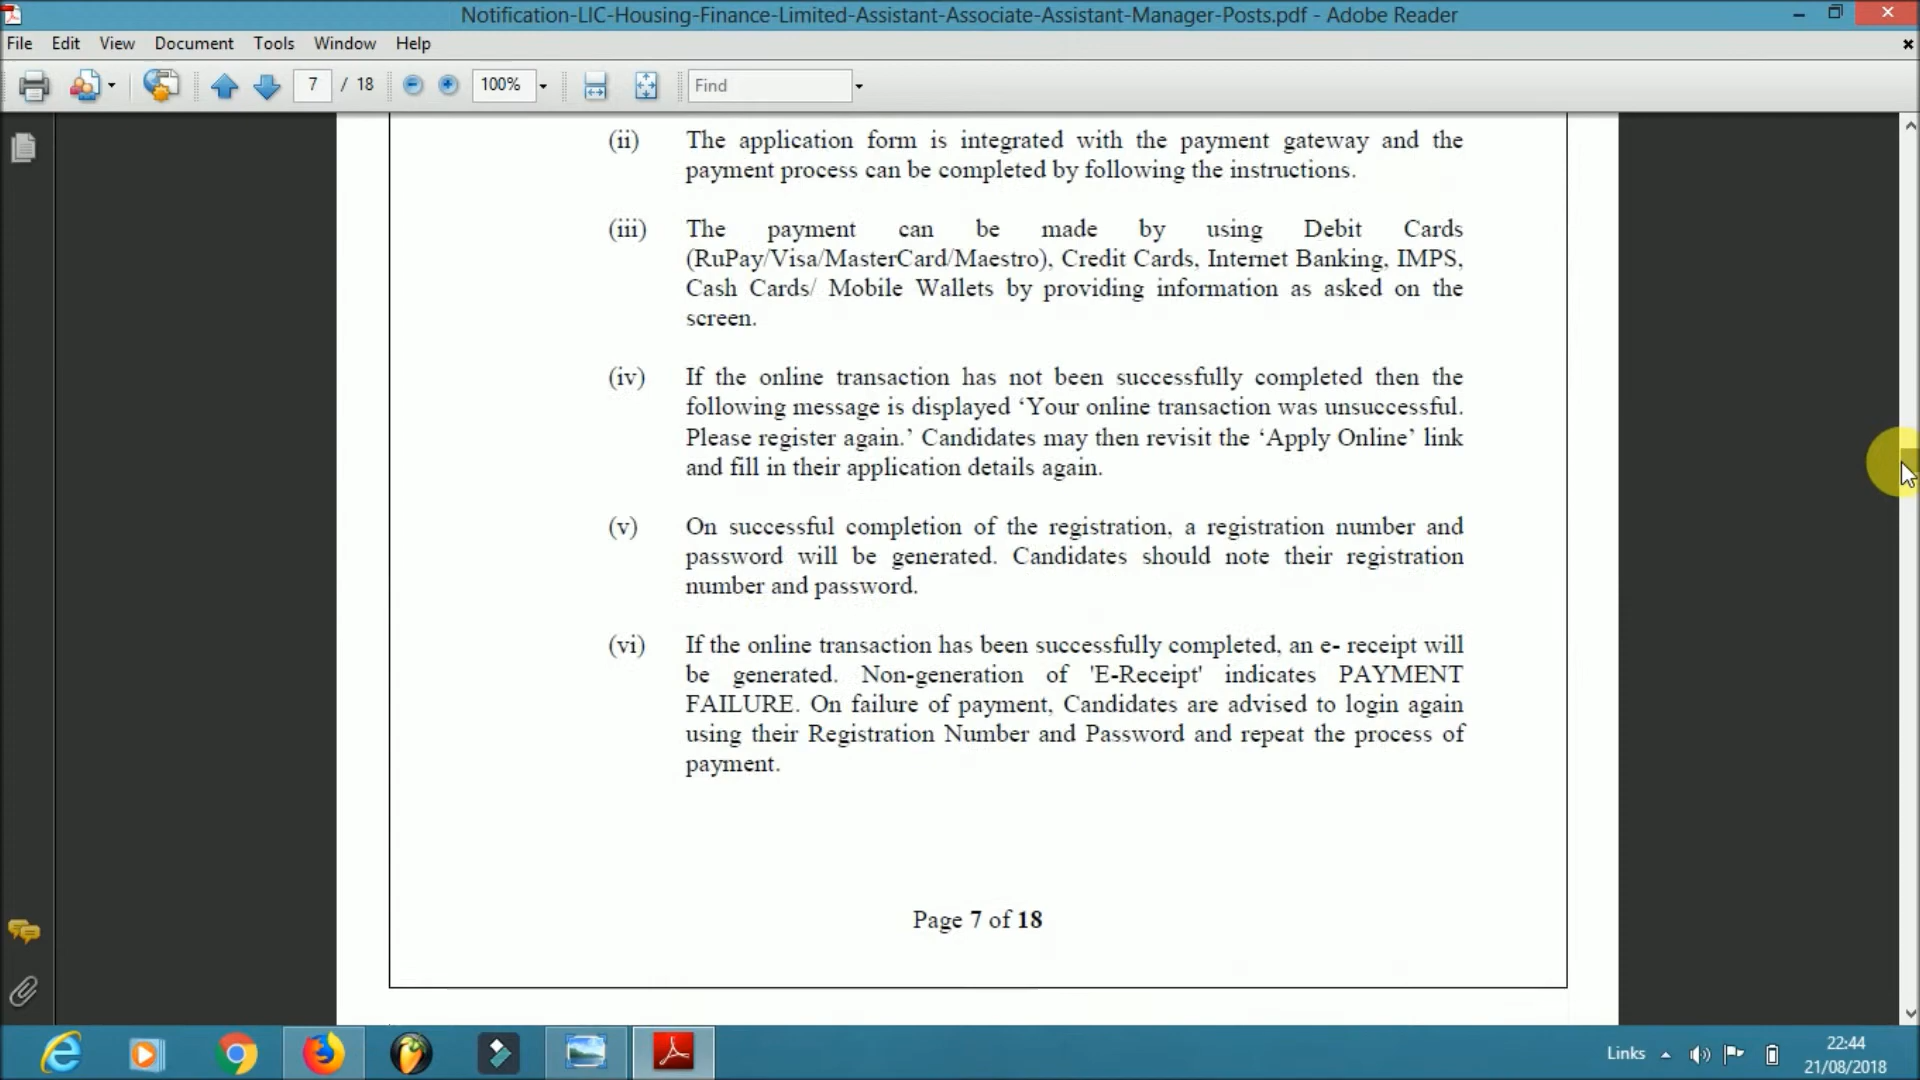 Notification-LIC-Housing-Finance-Limited-Assistant-Associate-Assistant-Manager-Posts.pdf - Adobe Reader
File Edit View Document Tools Window Help
7 / 18 100% Find
(ii) The application form is integrated with the payment gateway and the
payment process can be completed by following the instructions.
(iii) The payment can be made by using Debit Cards
(RuPay/Visa/MasterCard/Maestro), Credit Cards, Internet Banking, IMPS,
Cash Cards/ Mobile Wallets by providing information as asked on the
screen.
(iv) If the online transaction has not been successfully completed then the
following message is displayed ‘Your online transaction was unsuccessful.
Please register again.’ Candidates may then revisit the ‘Apply Online’ link
and fill in their application details again.
(v) On successful completion of the registration, a registration number and
password will be generated. Candidates should note their registration
number and password.
(vi) If the online transaction has been successfully completed, an e- receipt will
be generated. Non-generation of 'E-Receipt' indicates PAYMENT
FAILURE. On failure of payment, Candidates are advised to login again
using their Registration Number and Password and repeat the process of
payment.
Page 7 of 18
Links
22:44
21/08/2018